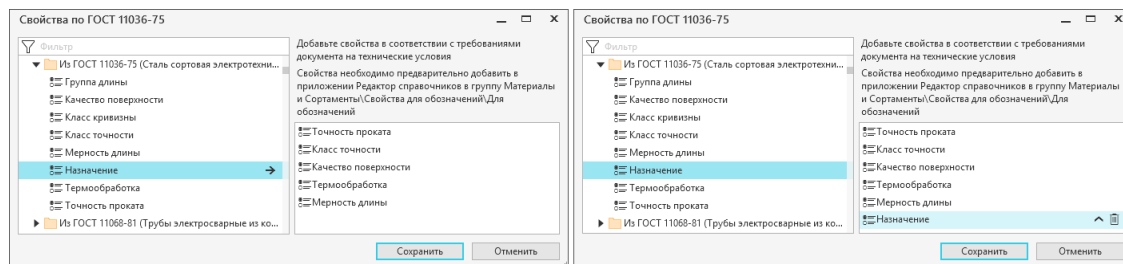 Свойства по ГОСТ 11036-75
Фильтр
Из ГОСТ 11036-75 (Сталь сортовая электротехни...
Группа длины
Качество поверхности
Класс кривизны
Класс точности
Мерность длины
Назначение
Термообработка
Точность проката
Из ГОСТ 11068-81 (Трубы электросварные из ко...
Добавьте свойства в соответствии с требованиями
документа на технические условия
Свойства необходимо предварительно добавить в
приложении Редактор справочников в группу Материалы
и Сортаменты\Свойства для обозначений\Для
обозначений
Точность проката
Класс точности
Качество поверхности
Термообработка
Мерность длины
Сохранить
Отменить
Свойства по ГОСТ 11036-75
Фильтр
Из ГОСТ 11036-75 (Сталь сортовая электротехни...
Группа длины
Качество поверхности
Класс кривизны
Класс точности
Мерность длины
Назначение
Термообработка
Точность проката
Из ГОСТ 11068-81 (Трубы электросварные из ко...
Добавьте свойства в соответствии с требованиями
документа на технические условия
Свойства необходимо предварительно добавить в
приложении Редактор справочников в группу Материалы
и Сортаменты\Свойства для обозначений\Для
обозначений
Точность проката
Класс точности
Качество поверхности
Термообработка
Мерность длины
Назначение
Сохранить
Отменить